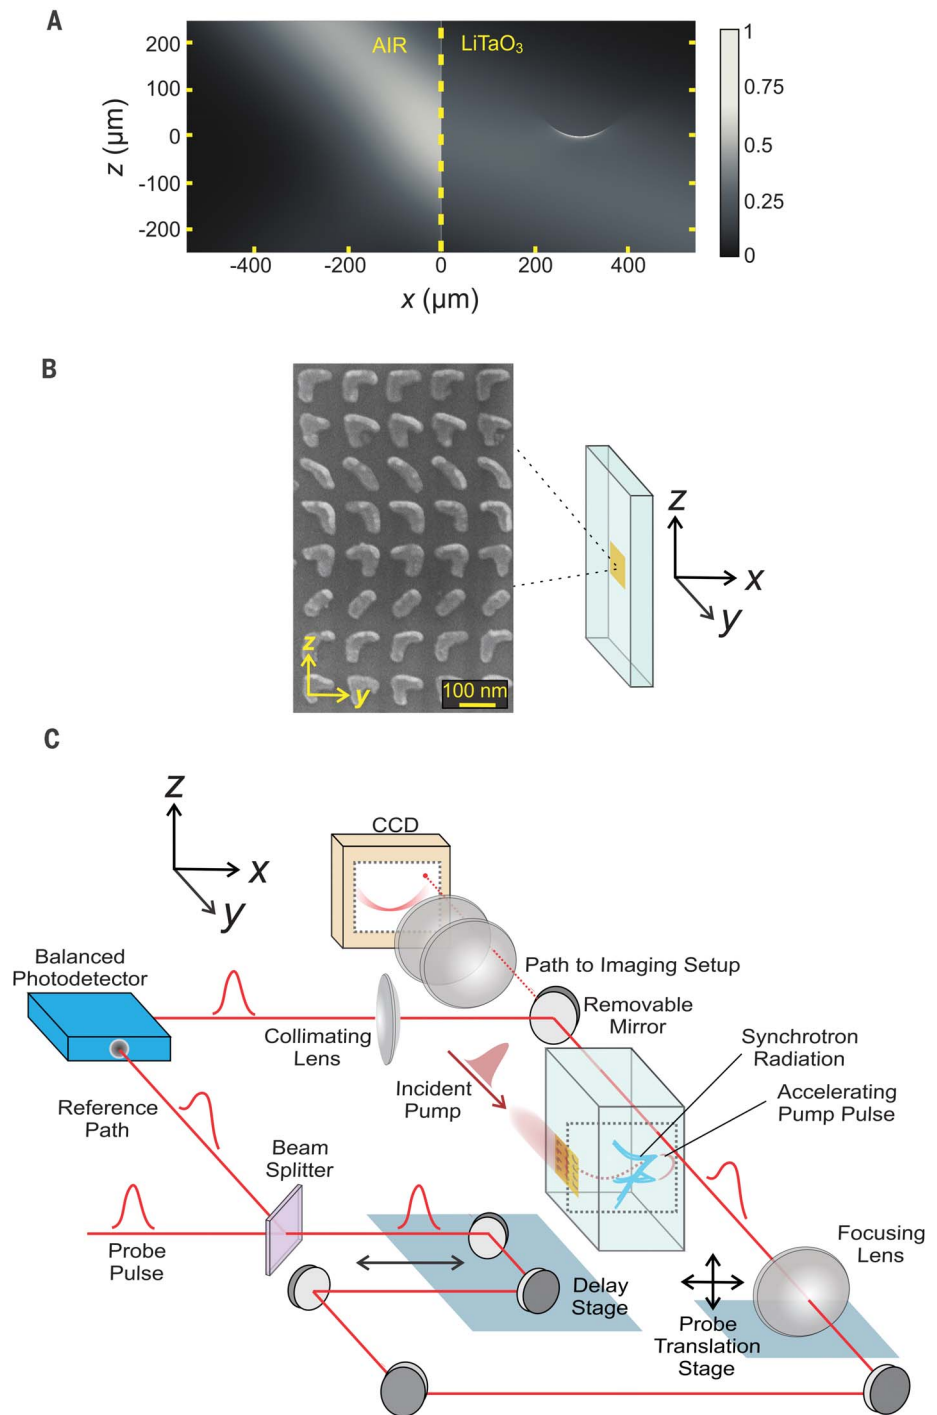 A
AIR
LiTaO₃
z (μm)
200
100
0
-100
-200
-400
-200
0
200
400
x (μm)
1
0.75
0.5
0.25
0
B
z
y
100 nm
z
x
y
C
z
x
y
CCD
Balanced
Photodetector
Path to Imaging Setup
Removable
Mirror
Collimating
Lens
Synchrotron
Radiation
Incident
Pump
Accelerating
Pump Pulse
Reference
Path
Beam
Splitter
Probe
Pulse
Delay
Stage
Focusing
Lens
Probe
Translation
Stage